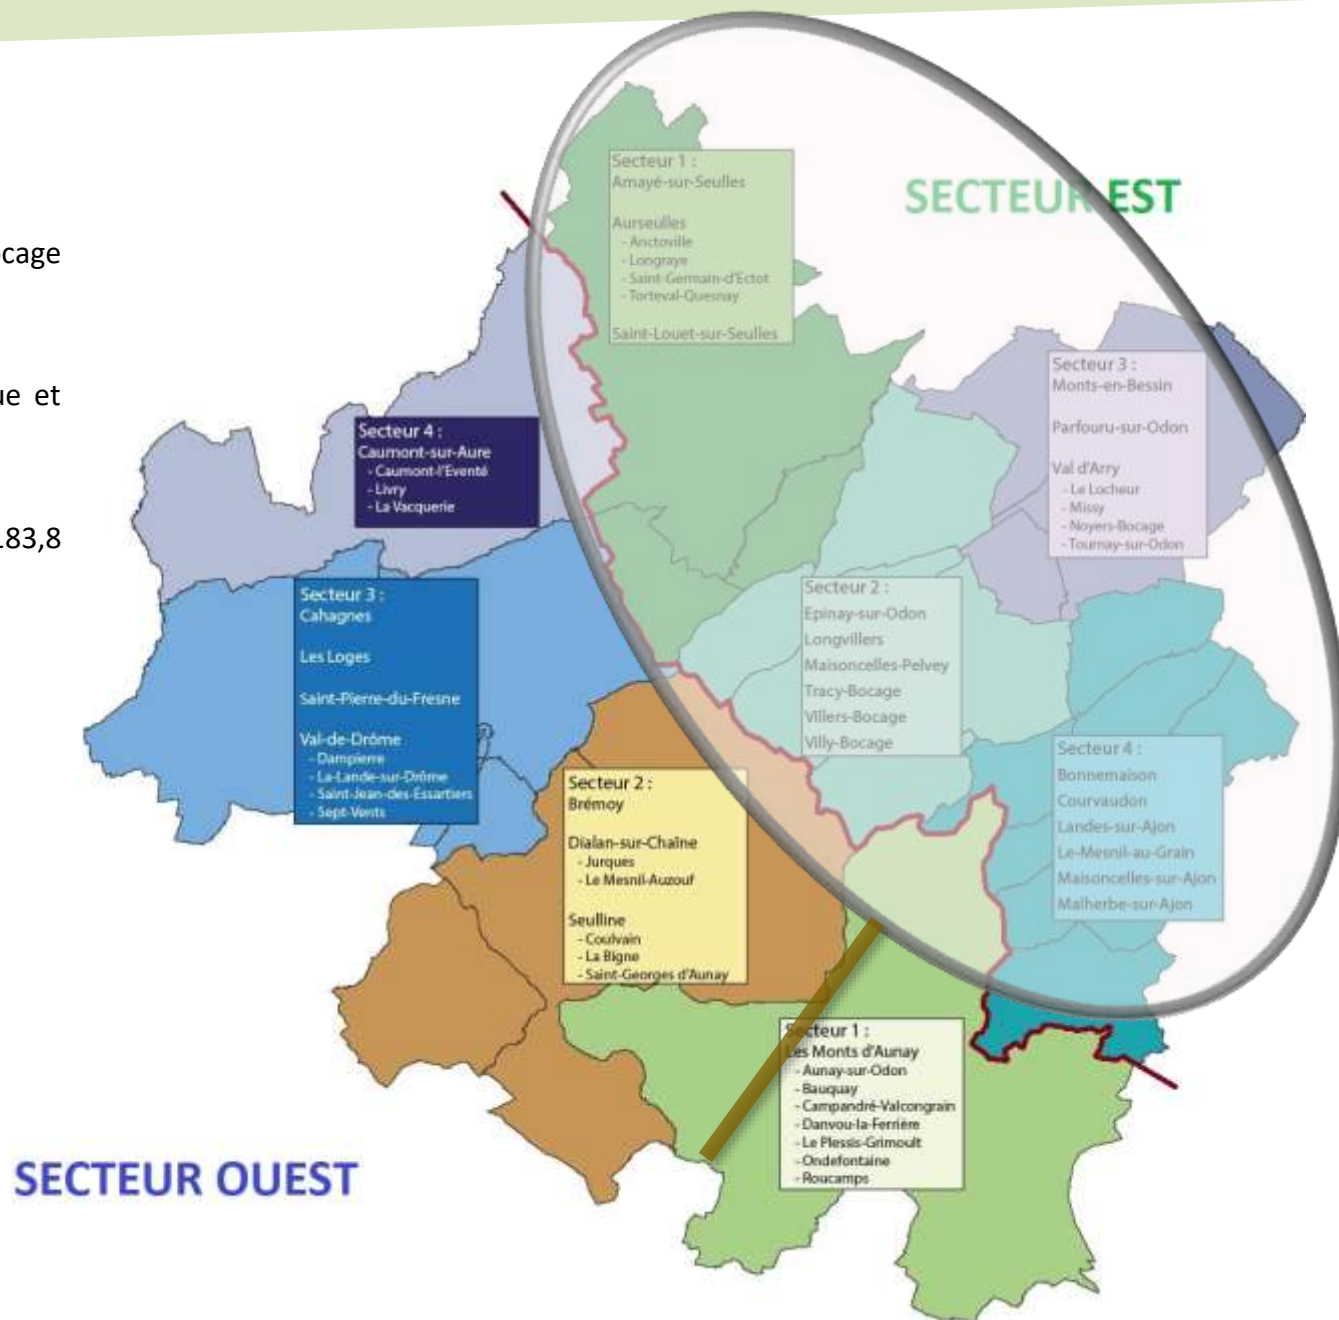 cage
ue et
183,8
SECTEUR EST
Secteur 1 :
Amayé-sur-Seulles
Aurseulles
- Anctoville
- Longraye
- Saint-Germain-d'Ectot
- Torteval-Quesnay
Saint-Louet-sur-Seulles
Secteur 3 :
Monts-en-Bessin
Parfouru-sur-Odon
Val d'Arry
- Le Locheur
- Missy
- Noyers-Bocage
- Tournay-sur-Odon
Secteur 4 :
Caumont-sur-Aure
- Caumont-l'Eventé
- Livry
- La Vacquerie
Secteur 3 :
Cahagnes
Les Loges
Saint-Pierre-du-Fresne
Val-de-Drôme
- Dampierre
- La-Lande-sur-Drôme
- Saint-Jean-des-Essartiers
- Sept-Vents
Secteur 2 :
Epinay-sur-Odon
Longvillers
Maisoncelles-Pelvey
Tracy-Bocage
Villers-Bocage
Villy-Bocage
Secteur 4 :
Bonnemaison
Courvaudon
Landes-sur-Ajon
Le-Mesnil-au-Grain
Maisoncelles-sur-Ajon
Malherbe-sur-Ajon
Secteur 2 :
Brémoy
Dialan-sur-Chaîne
- Jurques
- Le Mesnil-Auzouf
Seulline
- Coulvain
- La Bigne
- Saint-Georges d'Aunay
Secteur 1 :
Les Monts d'Aunay
- Aunay-sur-Odon
- Bauquay
- Campandré-Valcongrain
- Danvou-la-Ferrière
- Le Plessis-Grimoult
- Ondefontaine
- Roucamps
SECTEUR OUEST